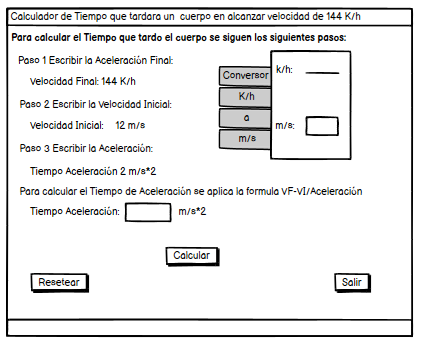 Calculador de Tiempo que tardara un cuerpo en alcanzar velocidad de 144 K/h
Para calcular el Tiempo que tardo el cuerpo se siguen los siguientes pasos:
Paso 1 Escribir la Aceleración Final:
Velocidad Final: 144 K/h
Paso 2 Escribir la Velocidad Inicial:
Velocidad Inicial: 12 m/s
Paso 3 Escribir la Aceleración:
Tiempo Aceleración 2 m/s*2
Conversor
K/h
a
m/s
k/h:
m/s:
Para calcular el Tiempo de Aceleración se aplica la formula VF-VI/Aceleración
Tiempo Aceleración: m/s*2
Calcular
Resetear
Salir